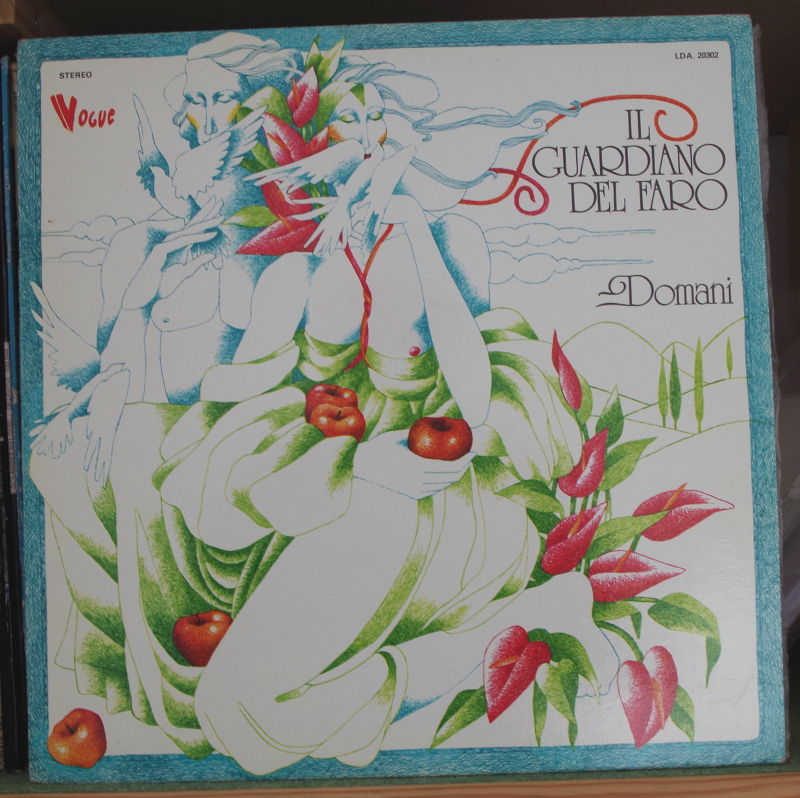 STEREO
LDA. 20302
VOGUE
IL
GUARDIANO
DEL FARO
Domani